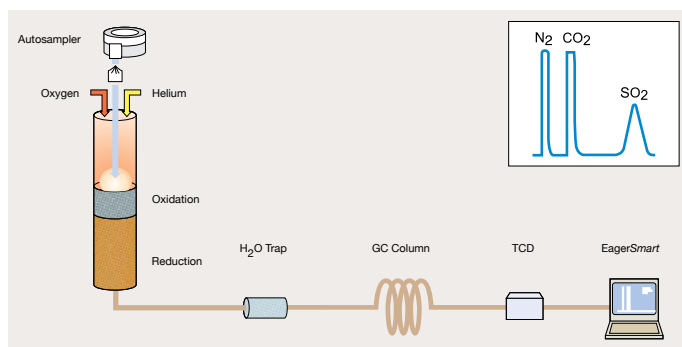 Autosampler
Oxygen
Helium
Oxidation
Reduction
H2O Trap
GC Column
TCD
EagerSmart
N2 CO2
SO2